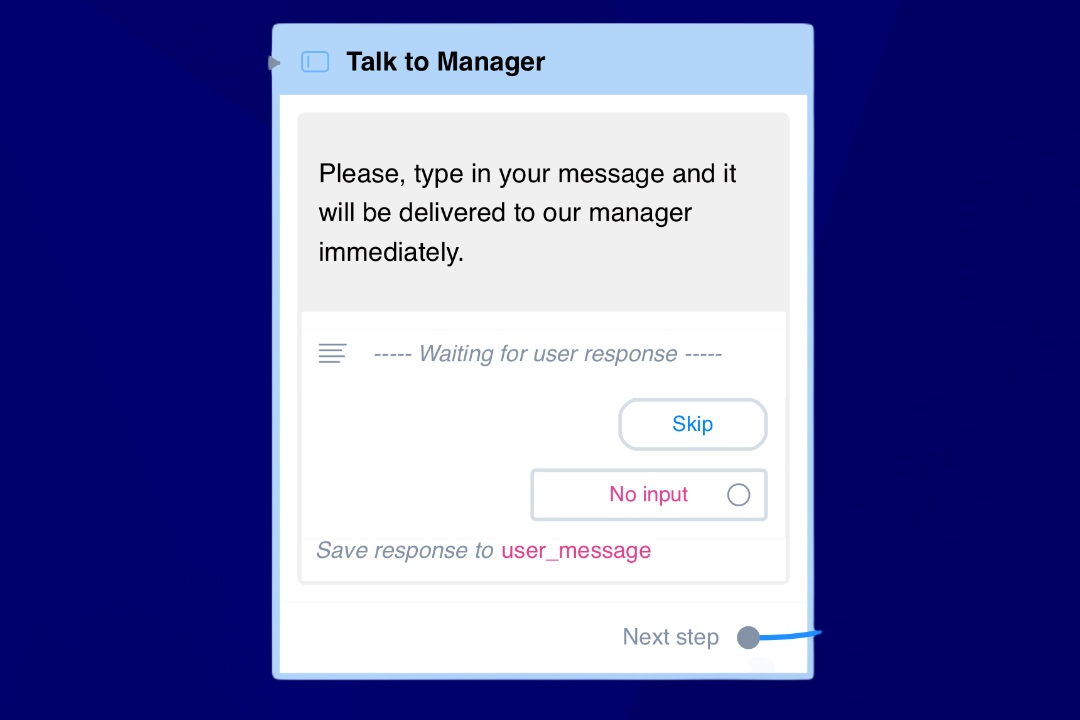 Talk to Manager
Please, type in your message and it
will be delivered to our manager
immediately.
----- Waiting for user response -----
Skip
No input
Save response to user_message
Next step